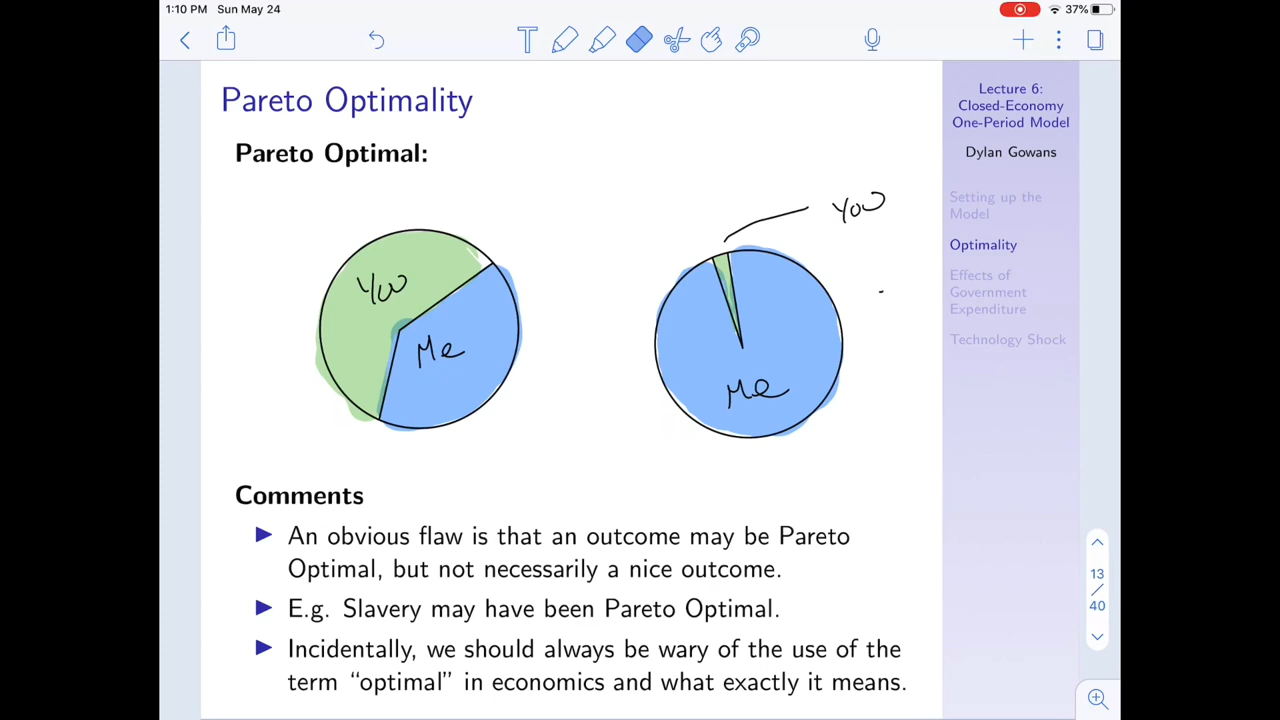 1:10 PM Sun May 24
37%
T
Pareto Optimality
Pareto Optimal:
You
Me
You
Me
Comments
An obvious flaw is that an outcome may be Pareto
Optimal, but not necessarily a nice outcome.
E.g. Slavery may have been Pareto Optimal.
Incidentally, we should always be wary of the use of the
term “optimal” in economics and what exactly it means.
Lecture 6:
Closed-Economy
One-Period Model
Dylan Gowans
Setting up the
Model
Optimality
Effects of
Government
Expenditure
Technology Shock
13
/
40